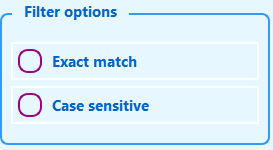 Filter options
Exact match
Case sensitive